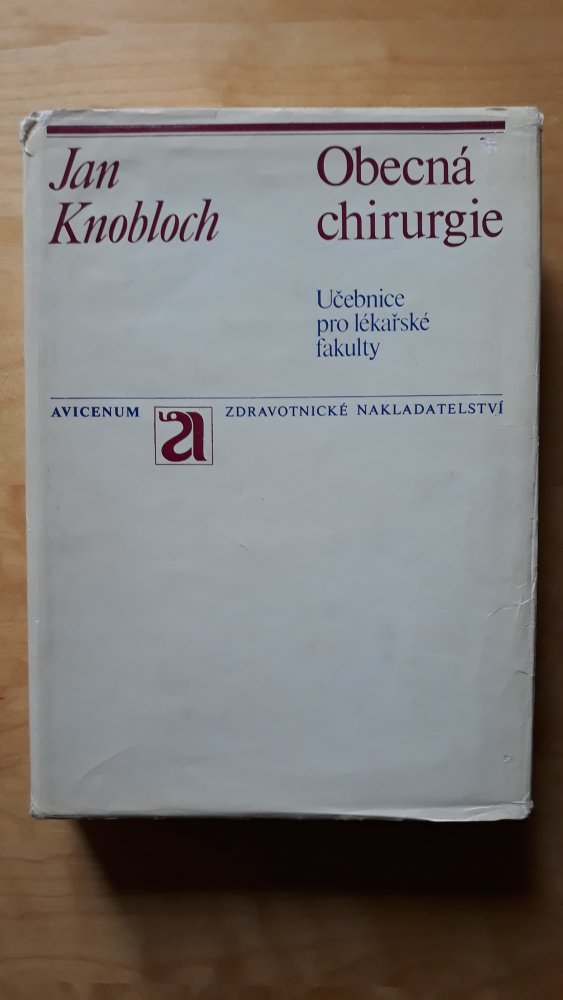 Jan
Knobloch
Obecná
chirurgie
Učebnice
pro lékařské
fakulty
AVICENUM
ZDRAVOTNICKÉ NAKLADATELSTVÍ